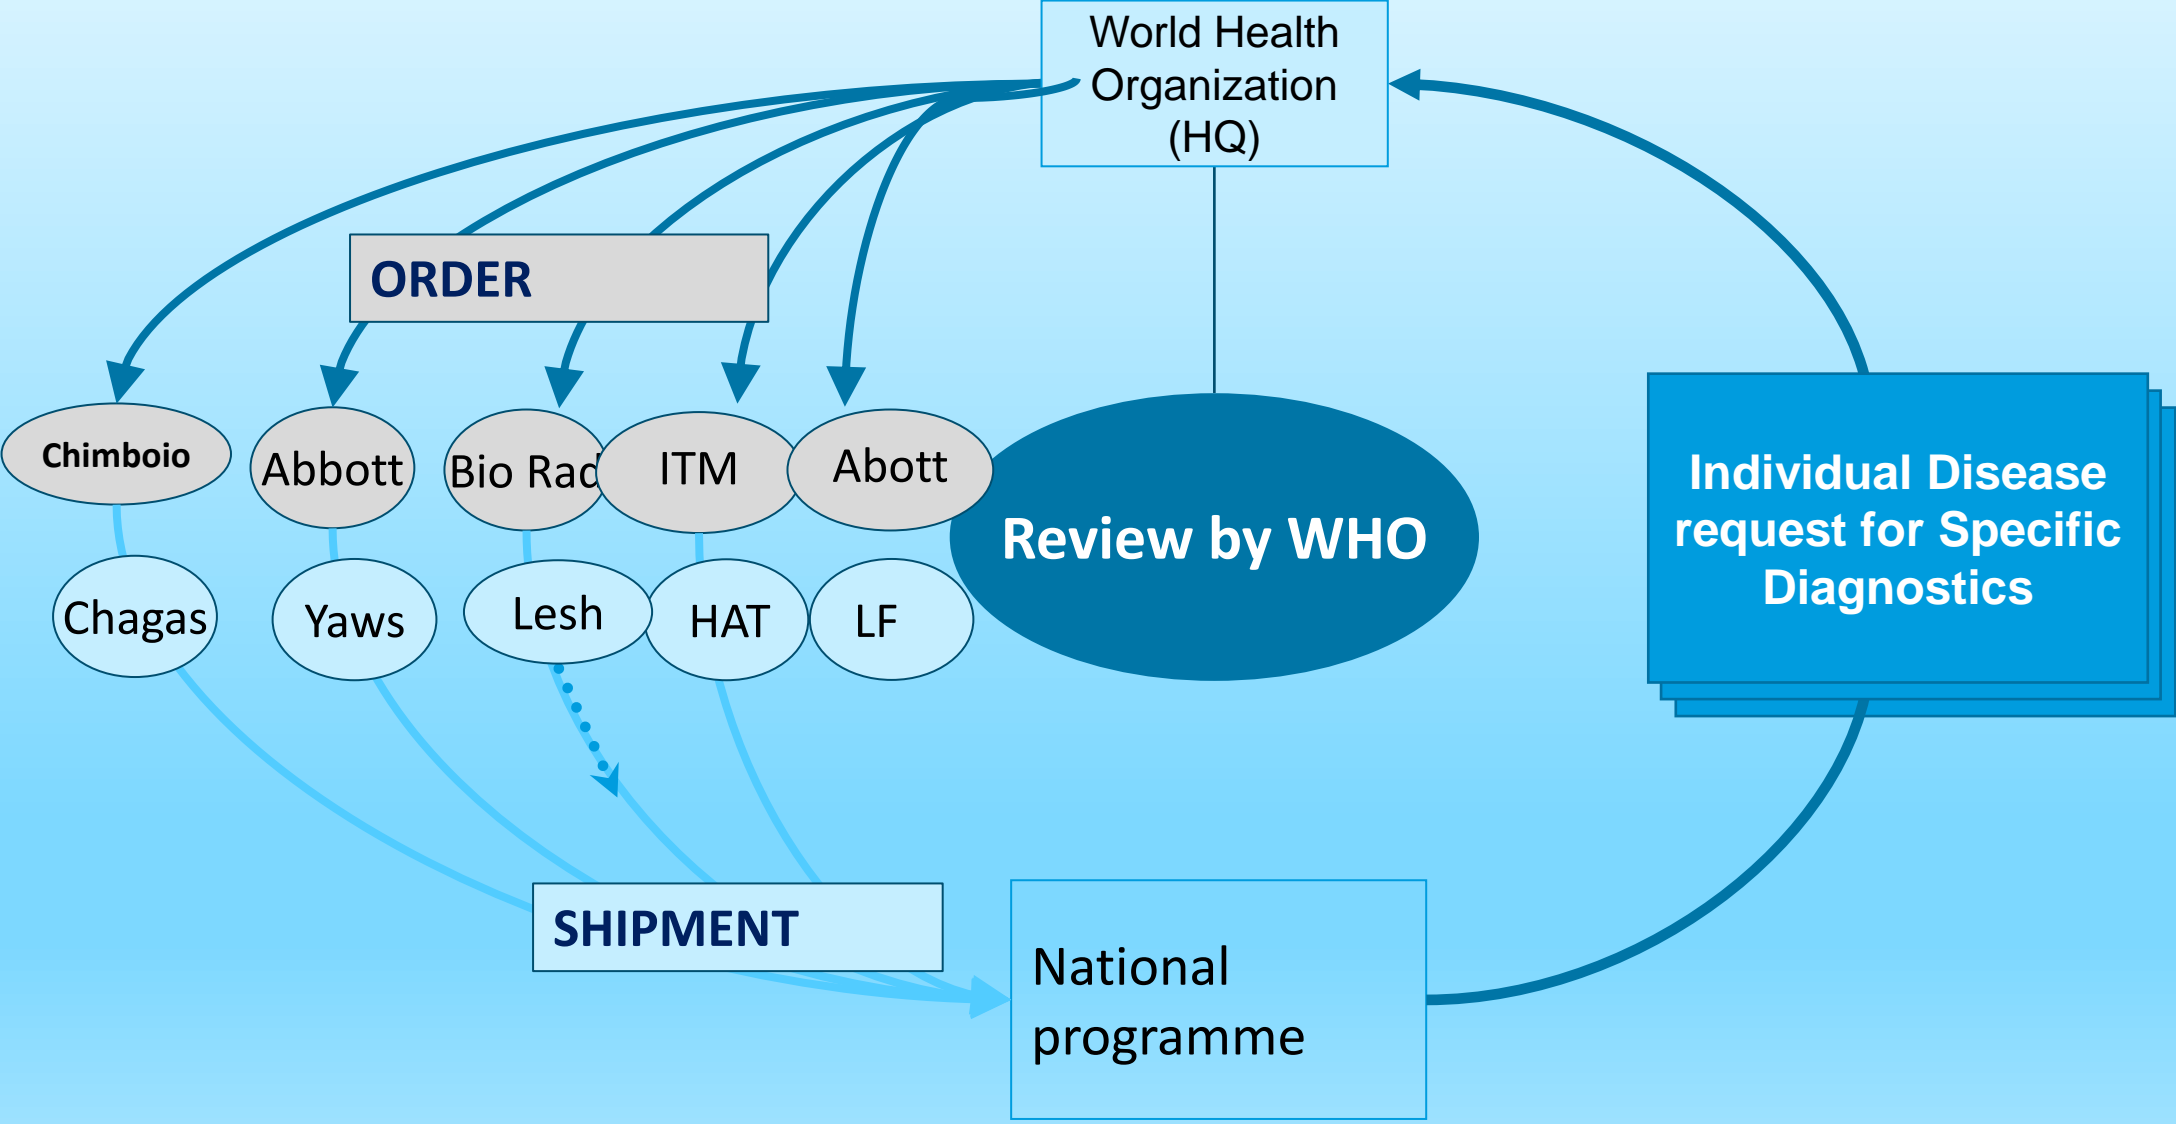 World Health
Organization
(HQ)
ORDER
Chimboio
Abbott
Bio Rad
ITM
Abott
Review by WHO
Individual Disease
request for Specific
Diagnostics
Chagas
Yaws
Lesh
HAT
LF
SHIPMENT
National
programme